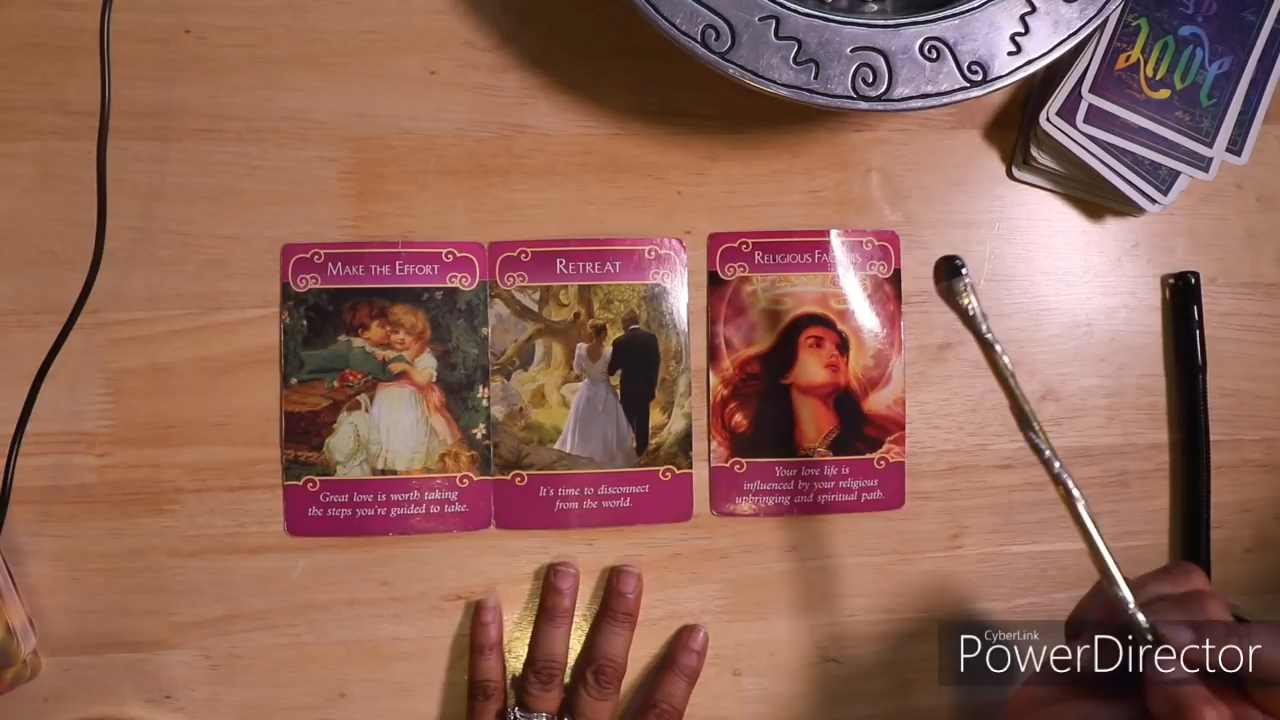 LOVE
MAKE THE EFFORT
RETREAT
RELIGIOUS FACTORS
Great love is worth taking
the steps you're guided to take.
It's time to disconnect
from the world.
Your love life is
influenced by your religious
upbringing and spiritual path.
CyberLink
PowerDirector